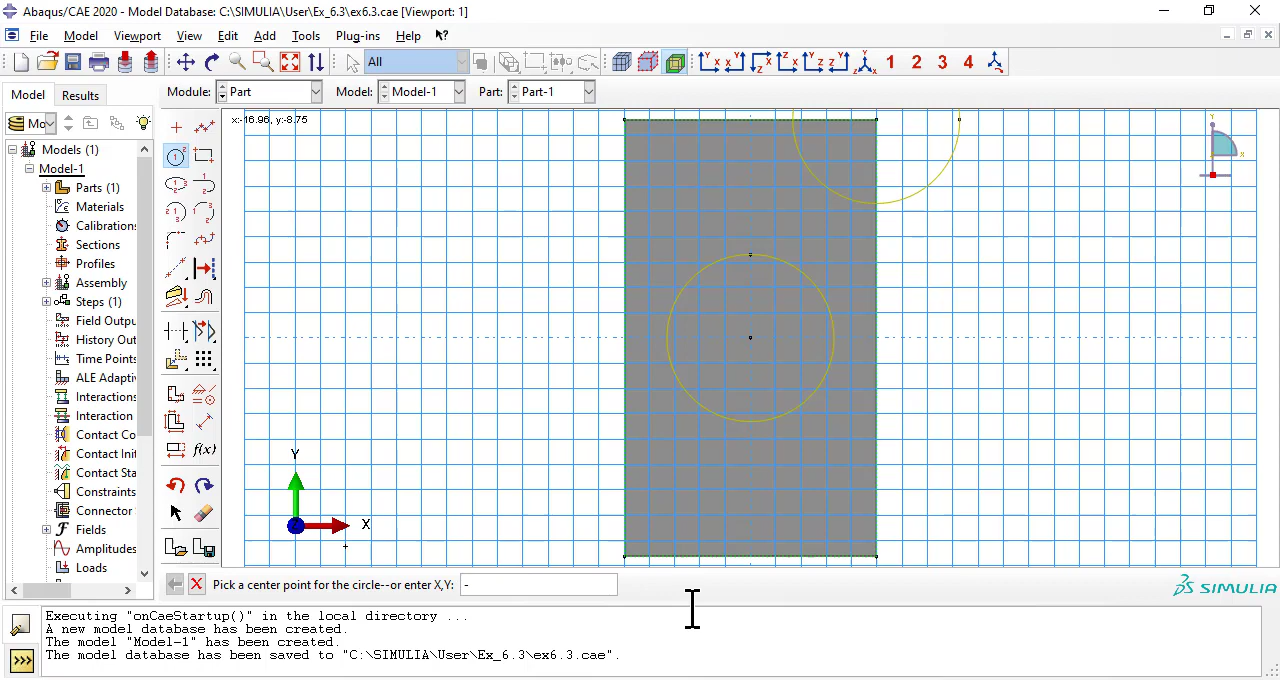 Abaqus/CAE 2020 - Model Database: C:\SIMULIA\User\Ex_6.3\ex6.3.cae [Viewport: 1]
File Model Viewport View Edit Add Tools Plug-ins Help
All
1 2 3 4
Model Results
Module: Part Model: Model-1 Part: Part-1
Mo
x:-16.96, y:-8.75
Models (1)
Model-1
Parts (1)
Materials
Calibrations
Sections
Profiles
Assembly
Steps (1)
Field Outpu
History Out
Time Points
ALE Adaptiv
Interactions
Interaction
Contact Co
Contact Init
Contact Sta
Constraints
Connector
Fields
Amplitudes
Loads
f(x)
Y
X
Z
Y
X
Pick a center point for the circle--or enter X,Y: -
SIMULIA
Executing "onCaeStartup()" in the local directory ...
A new model database has been created.
The model "Model-1" has been created.
The model database has been saved to "C:\SIMULIA\User\Ex_6.3\ex6.3.cae".